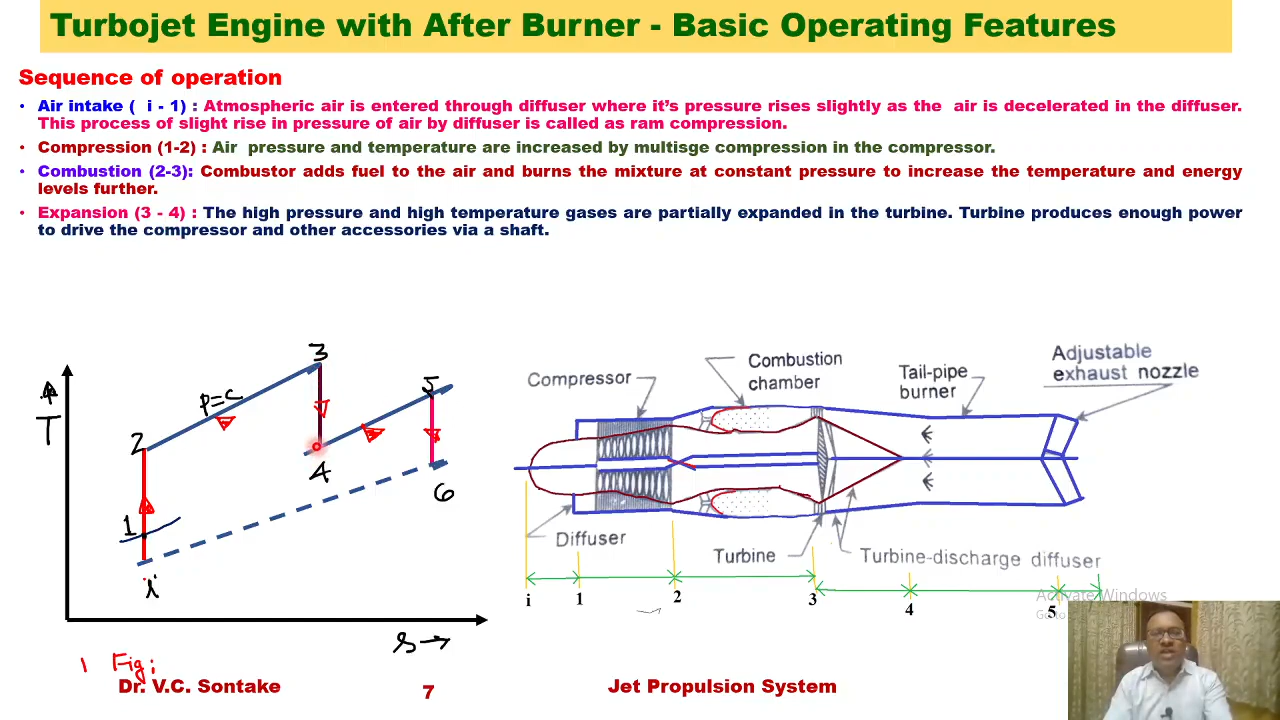 Turbojet Engine with After Burner - Basic Operating Features
Sequence of operation
• Air intake ( i - 1) : Atmospheric air is entered through diffuser where it's pressure rises slightly as the air is decelerated in the diffuser.
This process of slight rise in pressure of air by diffuser is called as ram compression.
• Compression (1-2) : Air pressure and temperature are increased by multisge compression in the compressor.
• Combustion (2-3): Combustor adds fuel to the air and burns the mixture at constant pressure to increase the temperature and energy
levels further.
• Expansion (3 - 4) : The high pressure and high temperature gases are partially expanded in the turbine. Turbine produces enough power
to drive the compressor and other accessories via a shaft.
T
1
2
3
4
5
6
i
P=C
s→
Fig:
Compressor
Combustion
chamber
Tail-pipe
burner
Adjustable
exhaust nozzle
Diffuser
Turbine
Turbine-discharge diffuser
i 1 2 3 4 5
Activate Windows
Go to
Dr. V.C. Sontake
7
Jet Propulsion System